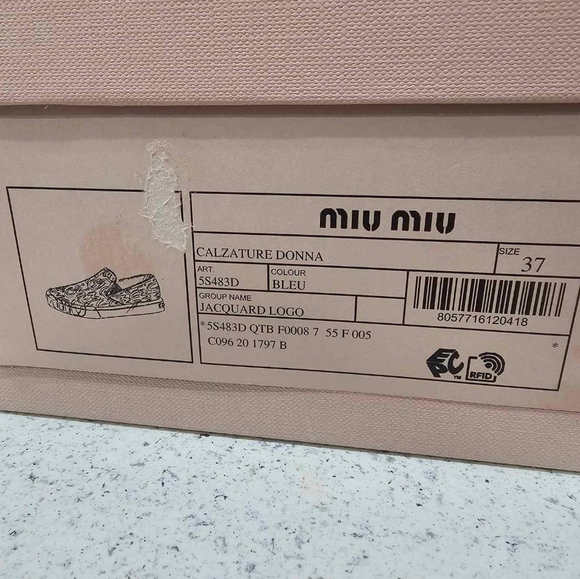 miu miu
CALZATURE DONNA
SIZE
37
ART.
5S483D
COLOUR
BLEU
GROUP NAME
JACQUARD LOGO
8057716120418
*5S483D QTB F0008 7 55 F 005 *
C096 20 1797 B
EPC™
RFID